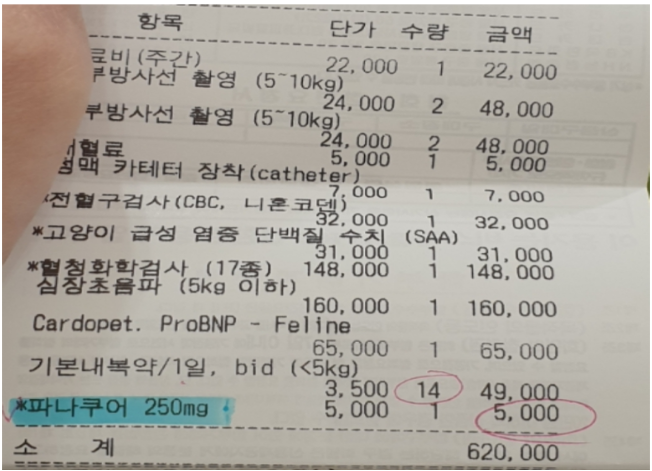 항목 단가 수량 금액
료비(주간)
22,000 1 22,000
부방사선 촬영 (5~10kg)
24,000 2 48,000
부방사선 촬영 (5~10kg)
24,000 2 48,000
혈료 5,000 1 5,000
정맥 카테터 장착(catheter)
7,000 1 7,000
*전혈구검사(CBC, 니혼코덴)
32,000 1 32,000
*고양이 급성 염증 단백질 수치 (SAA)
31,000 1 31,000
*혈청화학검사 (17종) 148,000 1 148,000
심장초음파 (5kg 이하)
160,000 1 160,000
Cardopet. ProBNP - Feline
65,000 1 65,000
기본내복약/1일, bid (<5kg)
3,500 14 49,000
*파나쿠어 250mg 5,000 1 5,000
소 계 620,000